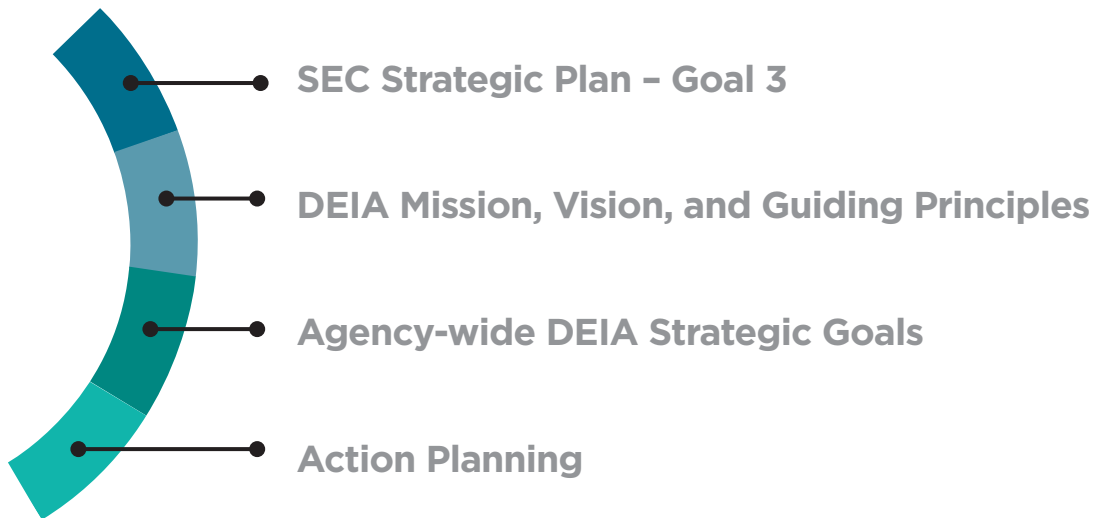 SEC Strategic Plan – Goal 3
DEIA Mission, Vision, and Guiding Principles
Agency-wide DEIA Strategic Goals
Action Planning